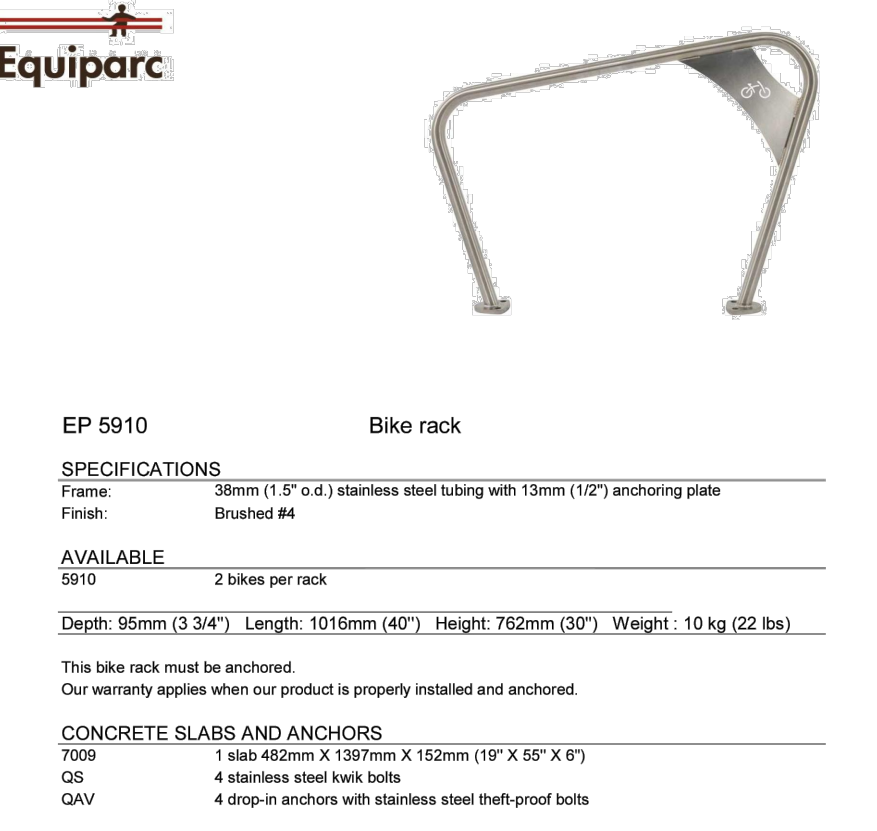 Equiparc
EP 5910 Bike rack
SPECIFICATIONS
Frame: 38mm (1.5" o.d.) stainless steel tubing with 13mm (1/2") anchoring plate
Finish: Brushed #4
AVAILABLE
5910 2 bikes per rack
Depth: 95mm (3 3/4") Length: 1016mm (40") Height: 762mm (30") Weight : 10 kg (22 lbs)
This bike rack must be anchored.
Our warranty applies when our product is properly installed and anchored.
CONCRETE SLABS AND ANCHORS
7009 1 slab 482mm X 1397mm X 152mm (19" X 55" X 6")
QS 4 stainless steel kwik bolts
QAV 4 drop-in anchors with stainless steel theft-proof bolts